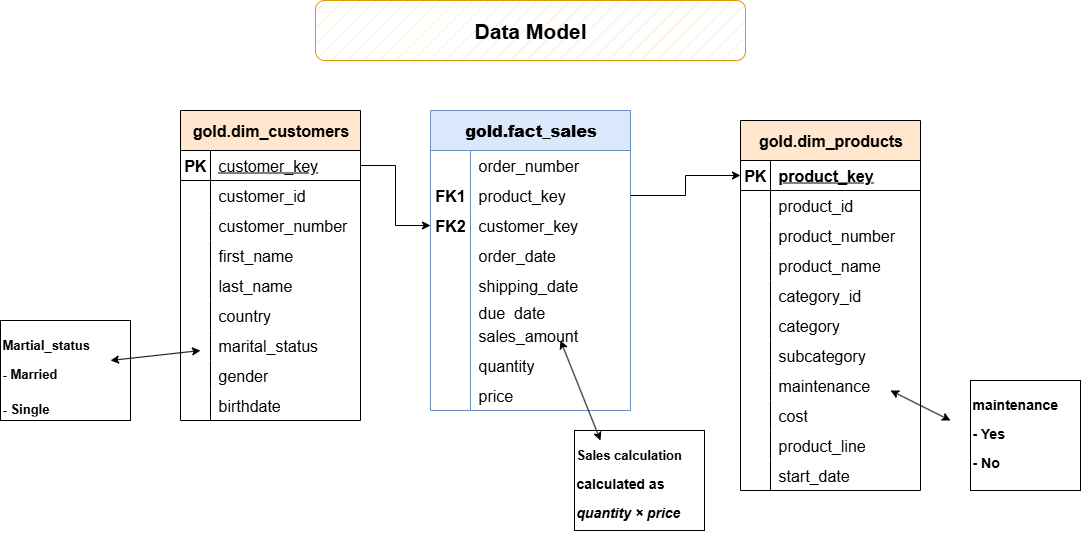 Data Model
gold.dim_customers
PK customer_key
customer_id
customer_number
first_name
last_name
country
marital_status
gender
birthdate
Martial_status
- Married
- Single
gold.fact_sales
order_number
FK1 product_key
FK2 customer_key
order_date
shipping_date
due_date
sales_amount
quantity
price
Sales calculation
calculated as
quantity × price
gold.dim_products
PK product_key
product_id
product_number
product_name
category_id
category
subcategory
maintenance
cost
product_line
start_date
maintenance
- Yes
- No